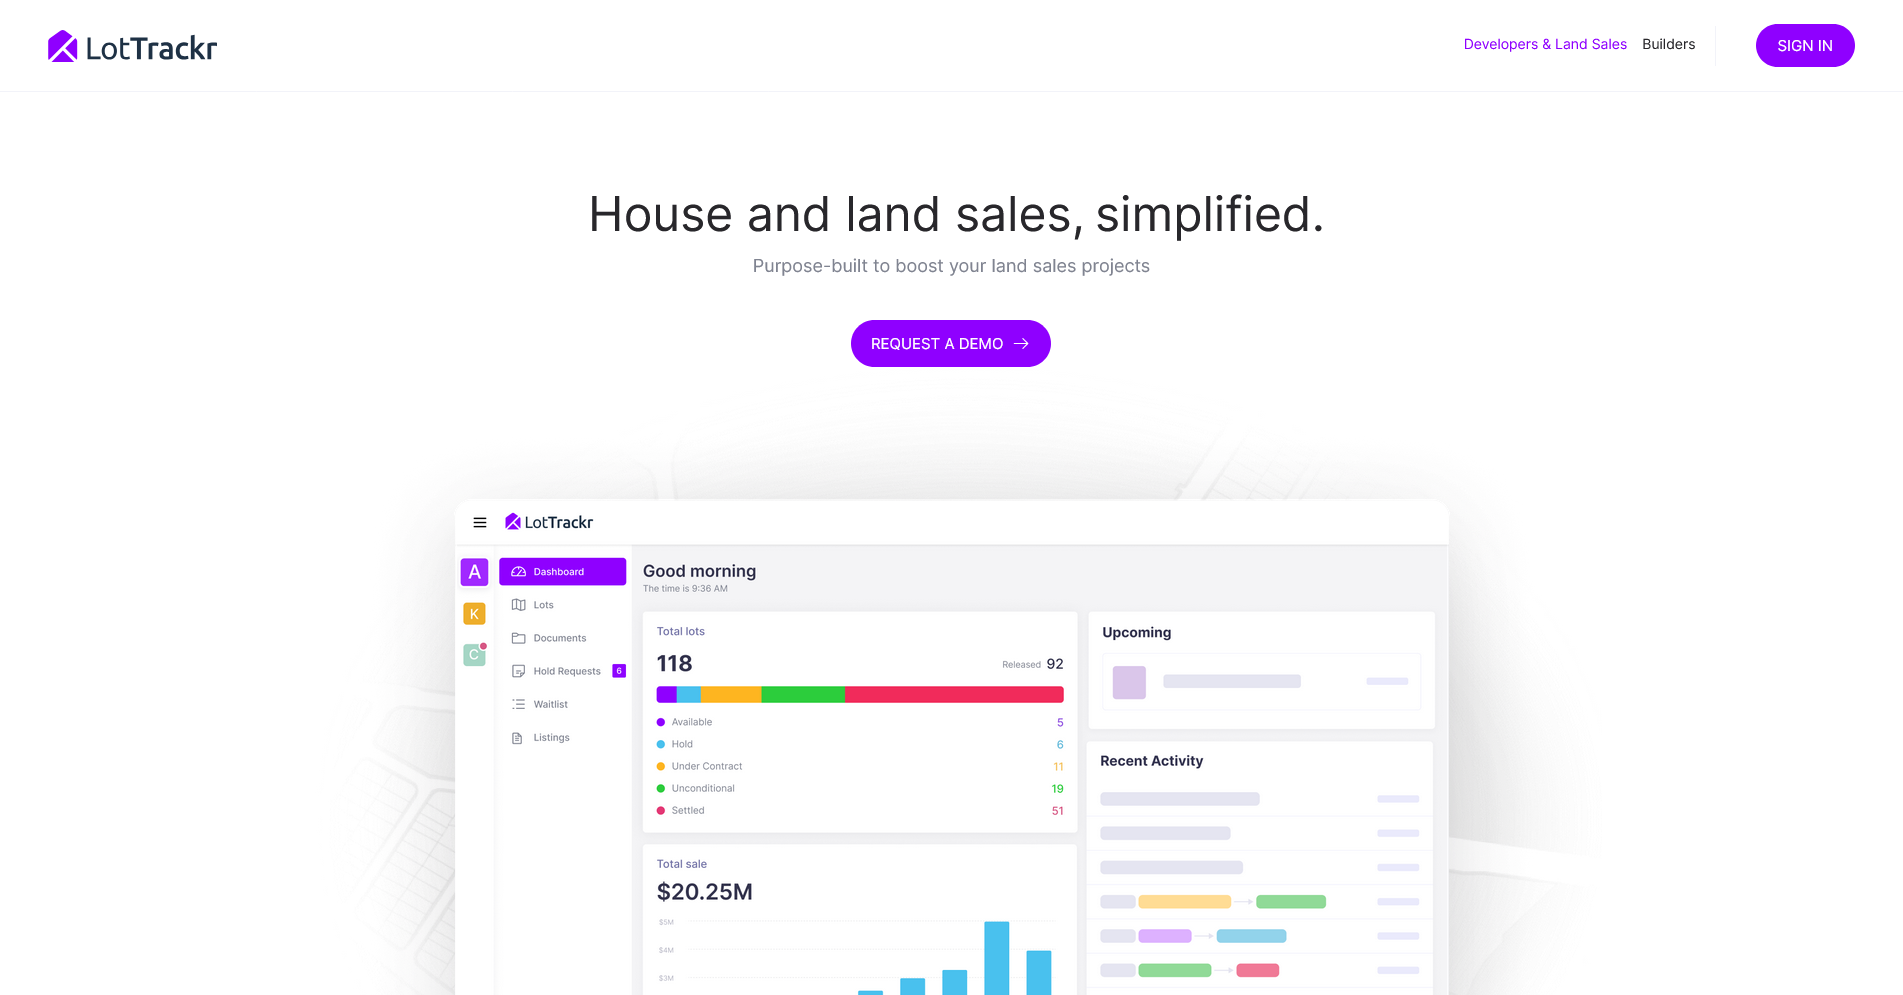 LotTrackr
Developers & Land Sales Builders SIGN IN
House and land sales, simplified.
Purpose-built to boost your land sales projects
REQUEST A DEMO
LotTrackr
A
K
C
Dashboard
Lots
Documents
Hold Requests 6
Waitlist
Listings
Good morning
The time is 9:36 AM
Total lots
118 Released 92
Available 5
Hold 6
Under Contract 11
Unconditional 19
Settled 51
Total sale
$20.25M
$5M
$4M
$3M
Upcoming
Recent Activity